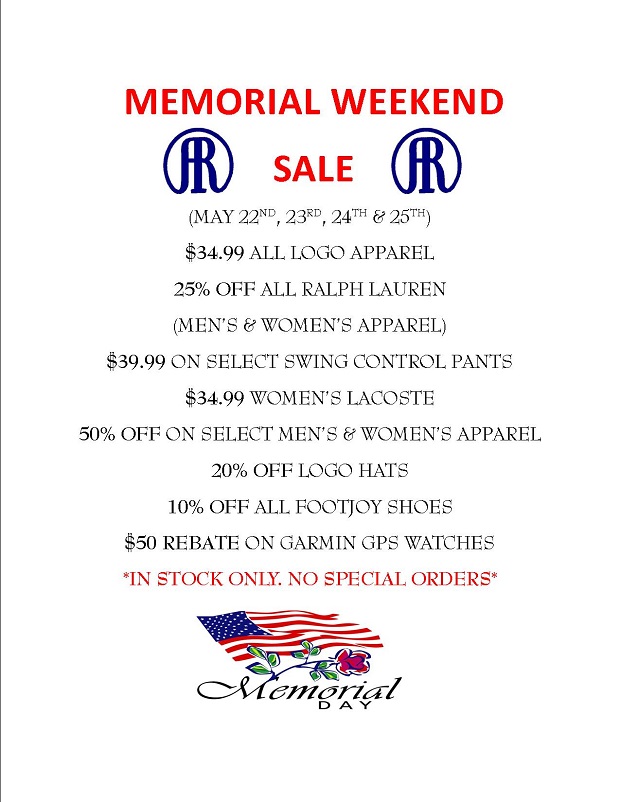 MEMORIAL WEEKEND
AR SALE AR
(MAY 22ND, 23RD, 24TH & 25TH)
$34.99 ALL LOGO APPAREL
25% OFF ALL RALPH LAUREN
(MEN'S & WOMEN'S APPAREL)
$39.99 ON SELECT SWING CONTROL PANTS
$34.99 WOMEN'S LACOSTE
50% OFF ON SELECT MEN'S & WOMEN'S APPAREL
20% OFF LOGO HATS
10% OFF ALL FOOTJOY SHOES
$50 REBATE ON GARMIN GPS WATCHES
*IN STOCK ONLY. NO SPECIAL ORDERS*
Memorial
DAY